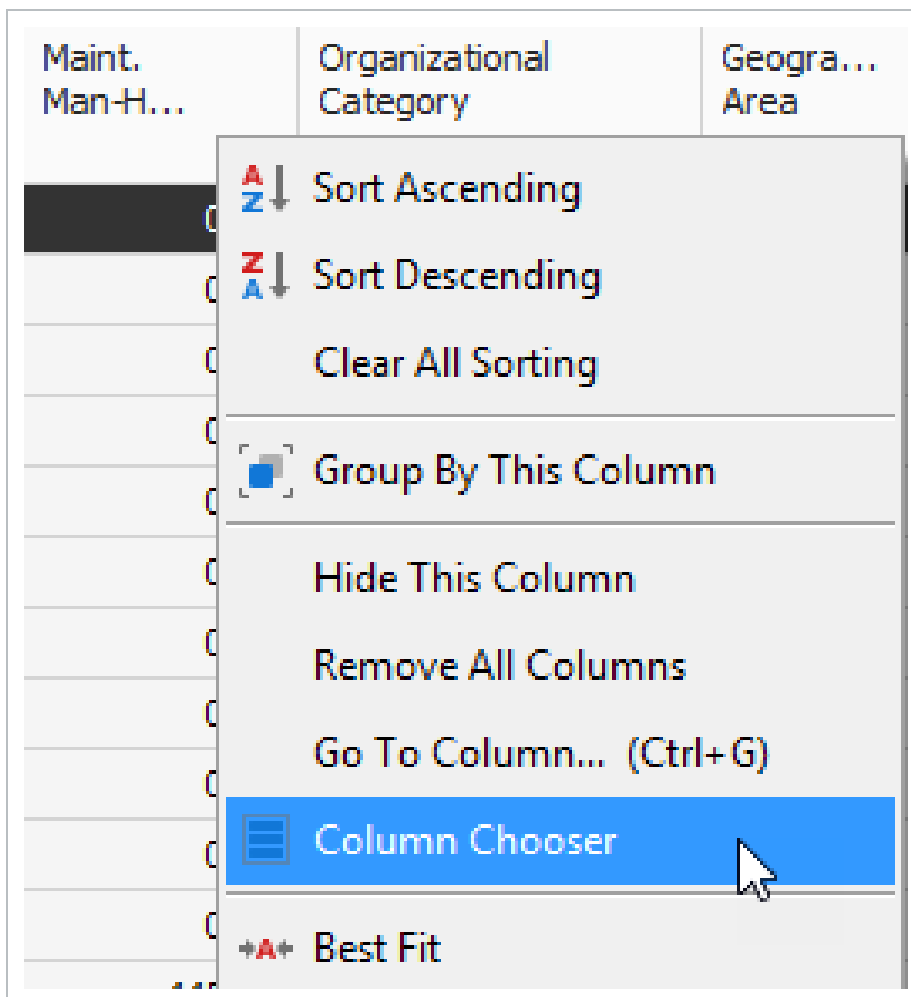 Maint.
Man-H...
Organizational
Category
Geogra...
Area
Sort Ascending
Sort Descending
Clear All Sorting
Group By This Column
Hide This Column
Remove All Columns
Go To Column... (Ctrl+G)
Column Chooser
Best Fit